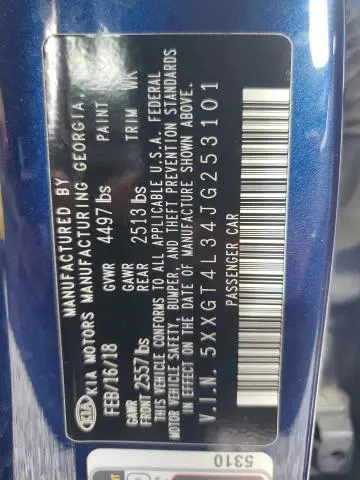 MANUFACTURED BY
KIA KIA MOTORS MANUFACTURING GEORGIA,
FEB/16/18 GVWR 4497 lbs PAINT
GAWR FRONT 2557 lbs GAWR REAR 2513 lbs TRIM WK
THIS VEHICLE CONFORMS TO ALL APPLICABLE U.S.A. FEDERAL
MOTOR VEHICLE SAFETY, BUMPER, AND THEFT PREVENTION STANDARDS
IN EFFECT ON THE DATE OF MANUFACTURE SHOWN ABOVE.
V.I.N. 5XXGT4L34JG253101
PASSENGER CAR
5310